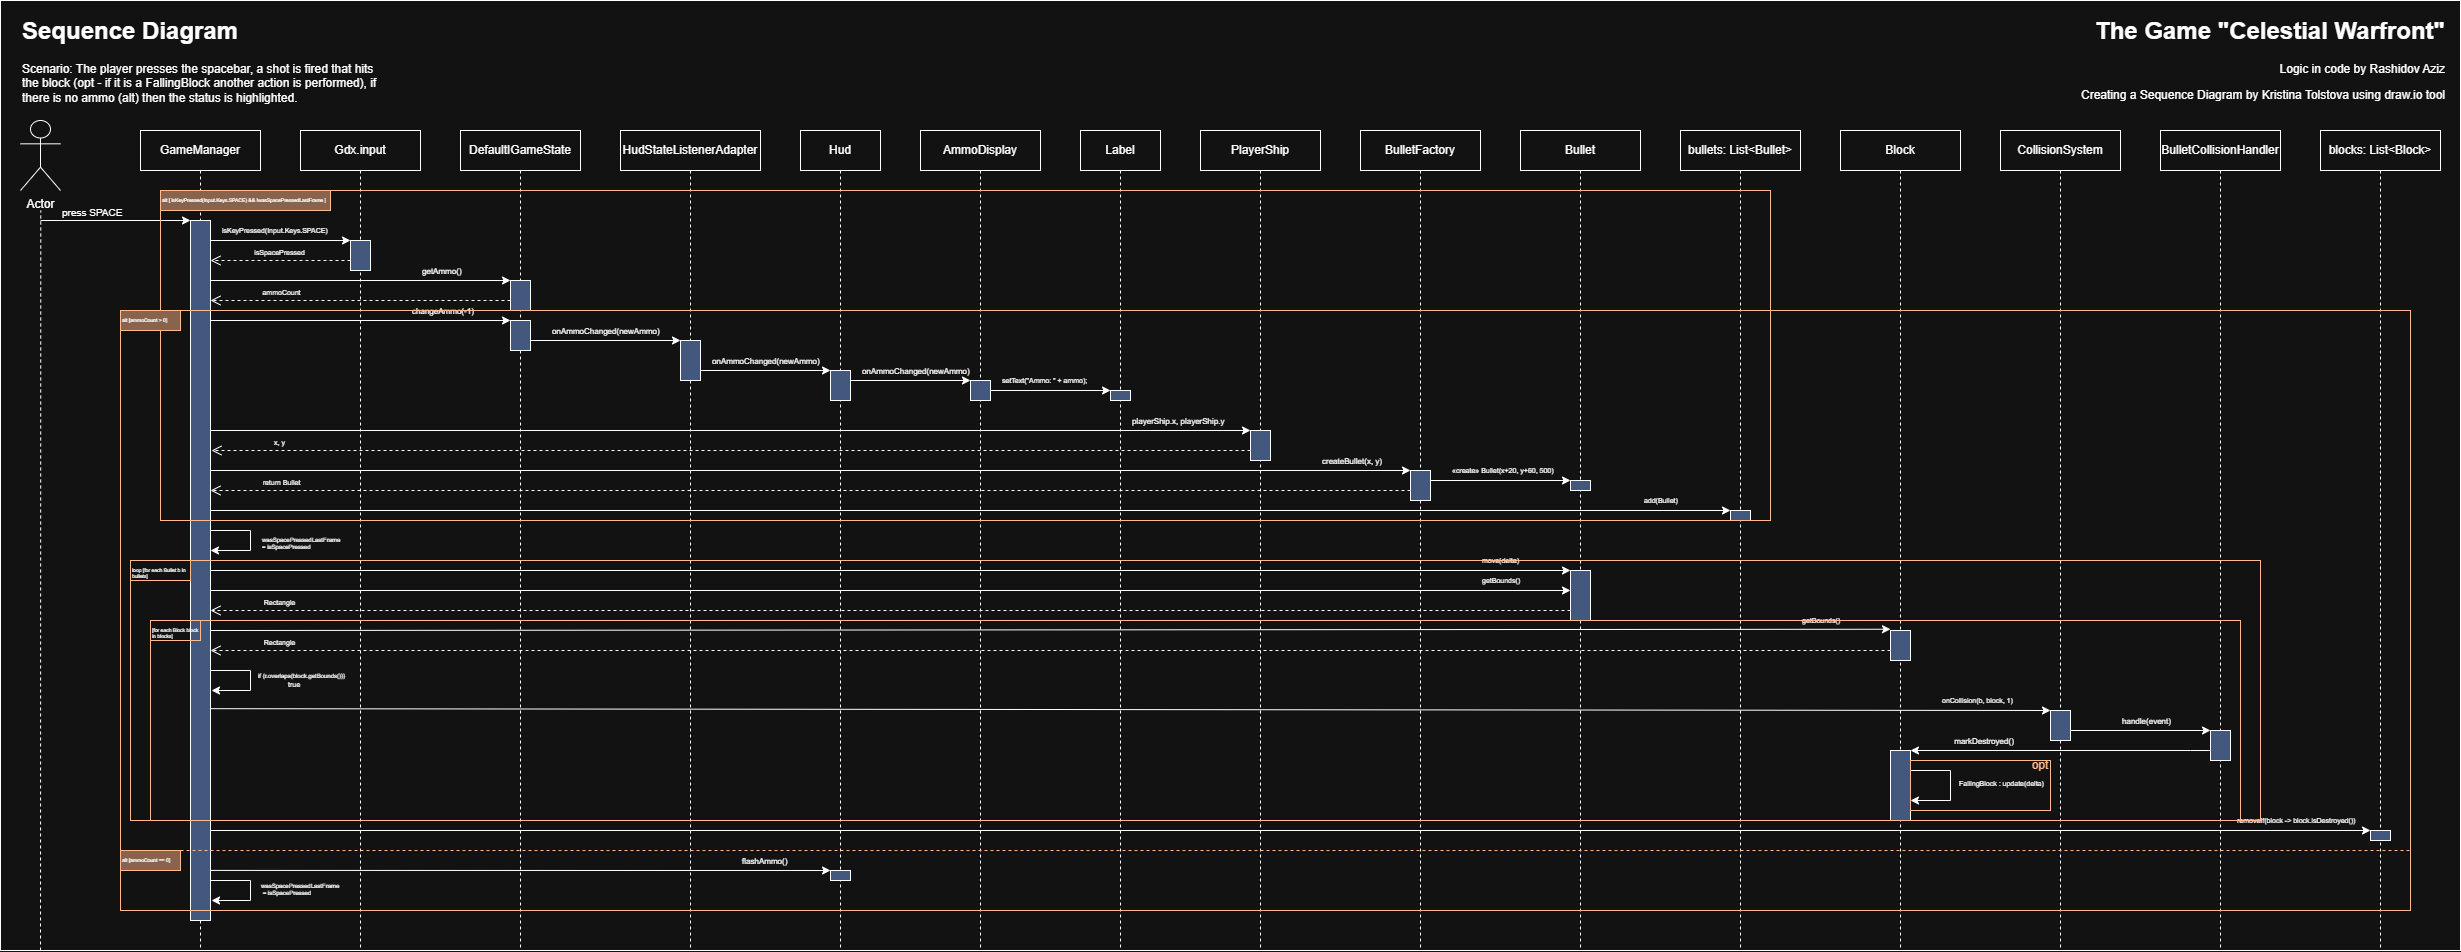 Sequence Diagram
The Game "Celestial Warfront"
Scenario: The player presses the spacebar, a shot is fired that hits
the block (opt - if it is a FallingBlock another action is performed), if
there is no ammo (alt) then the status is highlighted.
Logic in code by Rashidov Aziz
Creating a Sequence Diagram by Kristina Tolstova using draw.io tool
GameManager
Gdx.input
DefaultIGameState
HudStateListenerAdapter
Hud
AmmoDisplay
Label
PlayerShip
BulletFactory
Bullet
bullets: List<Bullet>
Block
CollisionSystem
BulletCollisionHandler
blocks: List<Block>
Actor
alt [ isKeyPressed(Input.Keys.SPACE) && !wasSpacePressedLastFrame ]
press SPACE
isKeyPressed(Input.Keys.SPACE)
isSpacePressed
getAmmo()
ammoCount
alt [ammoCount > 0]
changeAmmo(-1)
onAmmoChanged(newAmmo)
onAmmoChanged(newAmmo)
onAmmoChanged(newAmmo)
setText("Ammo: " + ammo);
playerShip.x, playerShip.y
x, y
createBullet(x, y)
«create» Bullet(x+20, y+60, 500)
return Bullet
add(Bullet)
wasSpacePressedLastFrame
= isSpacePressed
loop [for each Bullet b in
bullets]
move(delta)
getBounds()
Rectangle
[for each Block block
in blocks]
getBounds()
Rectangle
if (r.overlaps(block.getBounds()))
true
onCollision(b, block, 1)
handle(event)
markDestroyed()
opt
FallingBlock : update(delta)
removeIf(block -> block.isDestroyed())
alt [ammoCount == 0]
flashAmmo()
wasSpacePressedLastFrame
= isSpacePressed